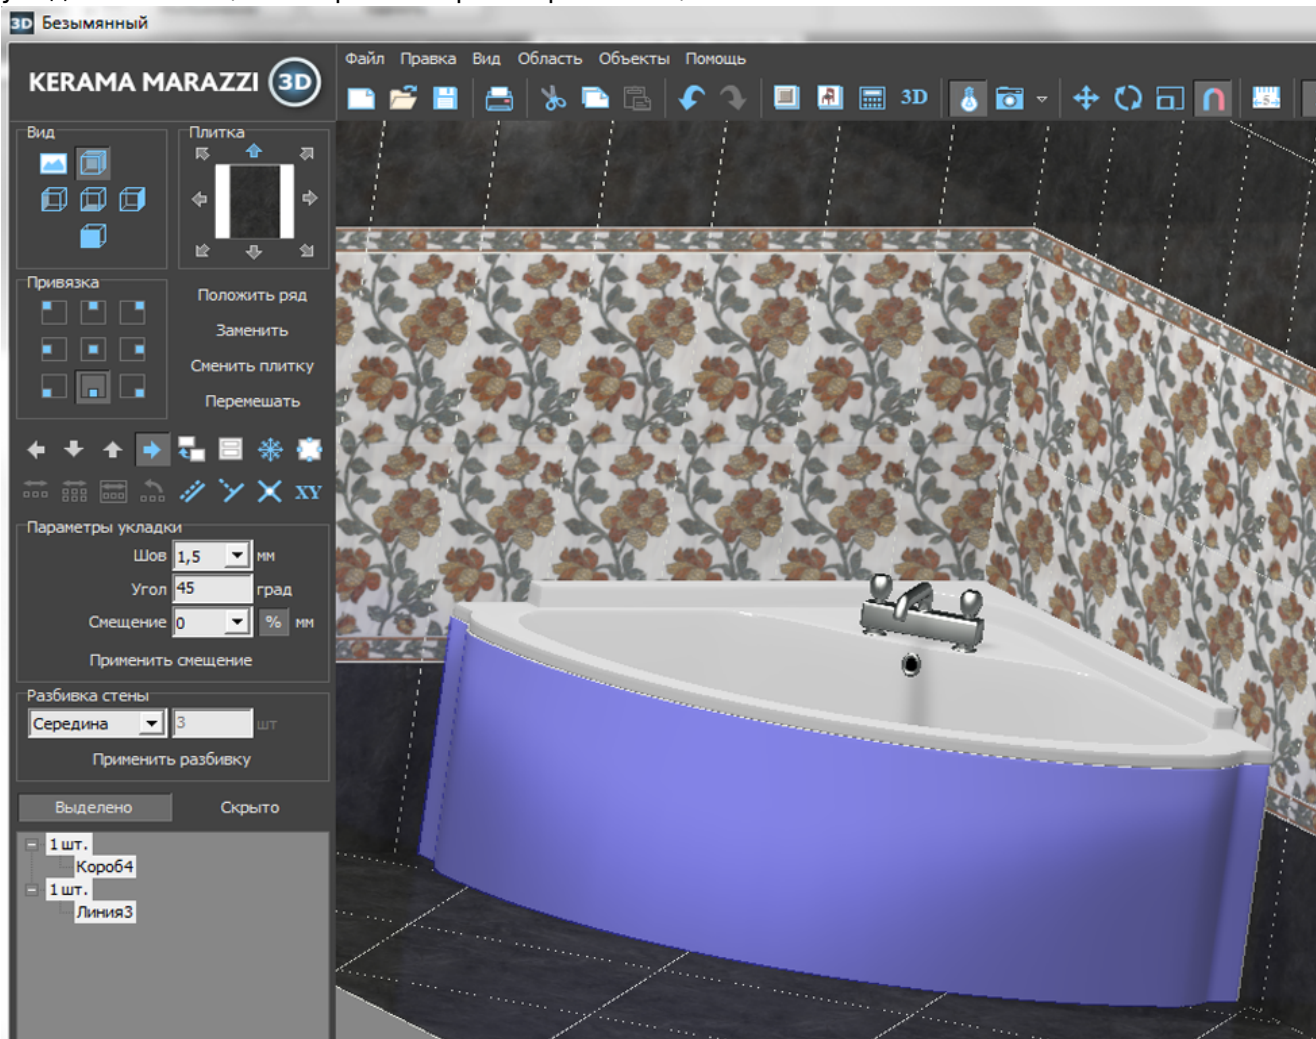 3D Безымянный
KERAMA MARAZZI 3D
Файл Правка Вид Область Объекты Помощь
3D
5
Вид
Плитка
Привязка
Положить ряд
Заменить
Сменить плитку
Перемешать
XY
Параметры укладки
Шов 1,5 мм
Угол 45 град
Смещение 0 % мм
Применить смещение
Разбивка стены
Середина 3 шт
Применить разбивку
Выделено Скрыто
1 шт.
Короб4
1 шт.
Линия3